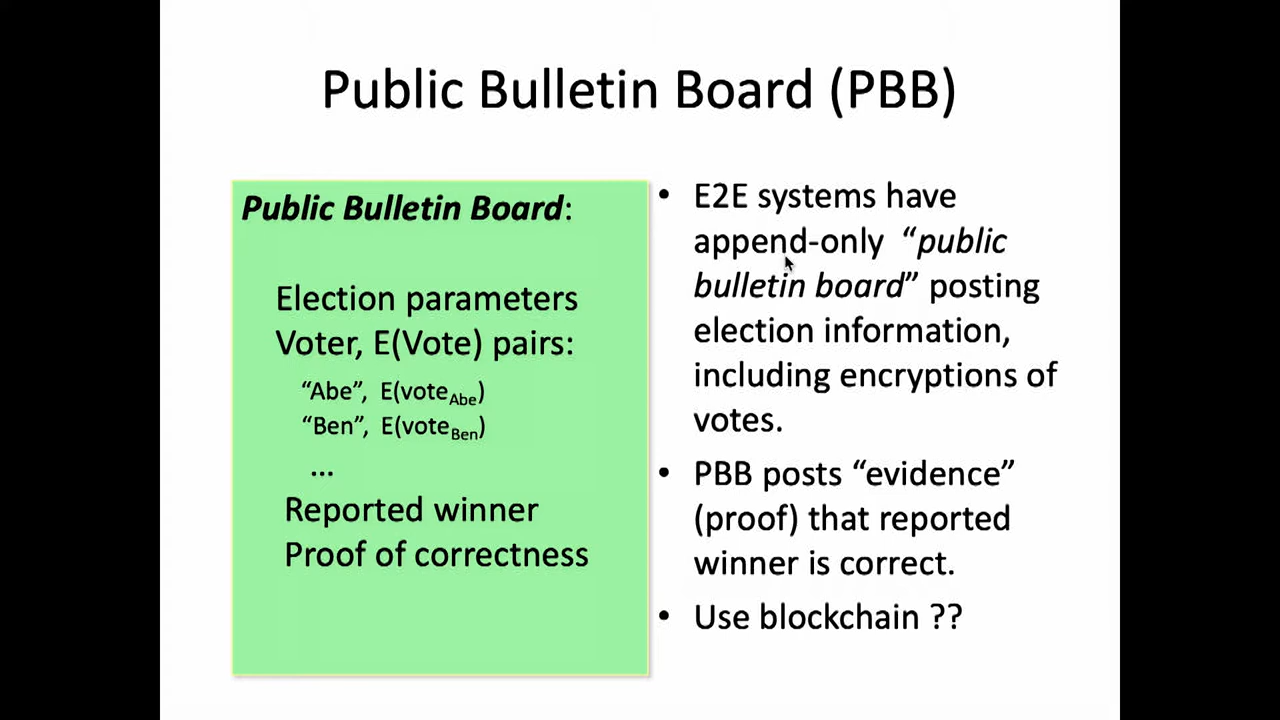 Public Bulletin Board (PBB)
Public Bulletin Board:
Election parameters
Voter, E(Vote) pairs:
“Abe”, E(voteAbe)
“Ben”, E(voteBen)
...
Reported winner
Proof of correctness
• E2E systems have
append-only “public
bulletin board” posting
election information,
including encryptions of
votes.
• PBB posts “evidence”
(proof) that reported
winner is correct.
• Use blockchain ??